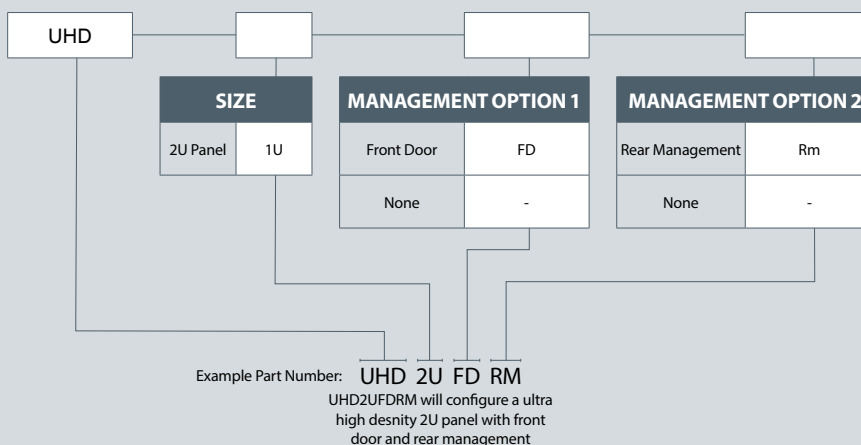 UHD
SIZE
MANAGEMENT OPTION 1
MANAGEMENT OPTION 2
2U Panel 1U
Front Door FD
Rear Management Rm
None -
None -
Example Part Number: UHD 2U FD RM
UHD2UFDRM will configure a ultra
high desnity 2U panel with front
door and rear management